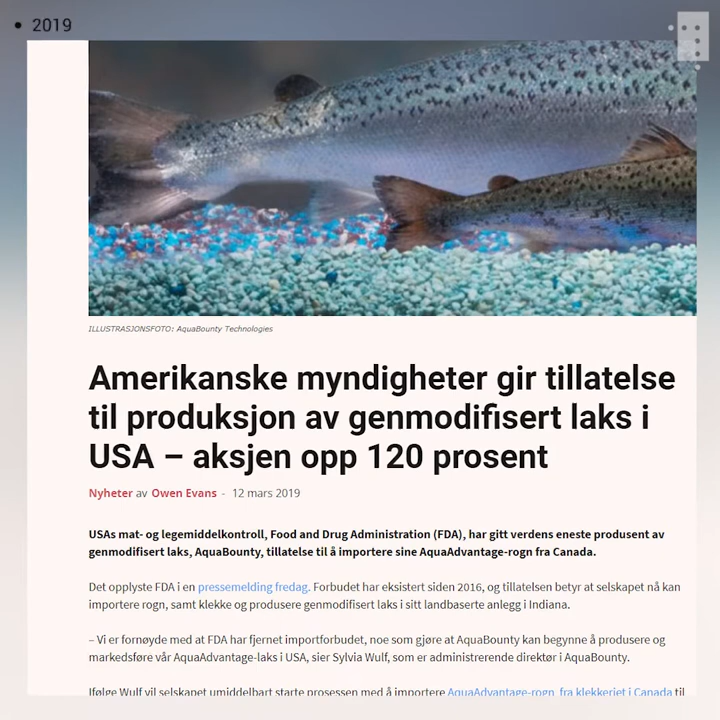 • 2019
ILLUSTRASJONSFOTO: AquaBounty Technologies
Amerikanske myndigheter gir tillatelse
til produksjon av genmodifisert laks i
USA – aksjen opp 120 prosent
Nyheter av Owen Evans - 12 mars 2019
USAs mat- og legemiddelkontroll, Food and Drug Administration (FDA), har gitt verdens eneste produsent av
genmodifisert laks, AquaBounty, tillatelse til å importere sine AquaAdvantage-rogn fra Canada.
Det opplyste FDA i en pressemelding fredag. Forbudet har eksistert siden 2016, og tillatelsen betyr at selskapet nå kan
importere rogn, samt klekke og produsere genmodifisert laks i sitt landbaserte anlegg i Indiana.
– Vi er fornøyde med at FDA har fjernet importforbudet, noe som gjøre at AquaBounty kan begynne å produsere og
markedsføre vår AquaAdvantage-laks i USA, sier Sylvia Wulf, som er administrerende direktør i AquaBounty.
Ifølge Wulf vil selskapet umiddelbart starte prosessen med å importere AquaAdvantage-rogn fra klekkeriet i Canada til